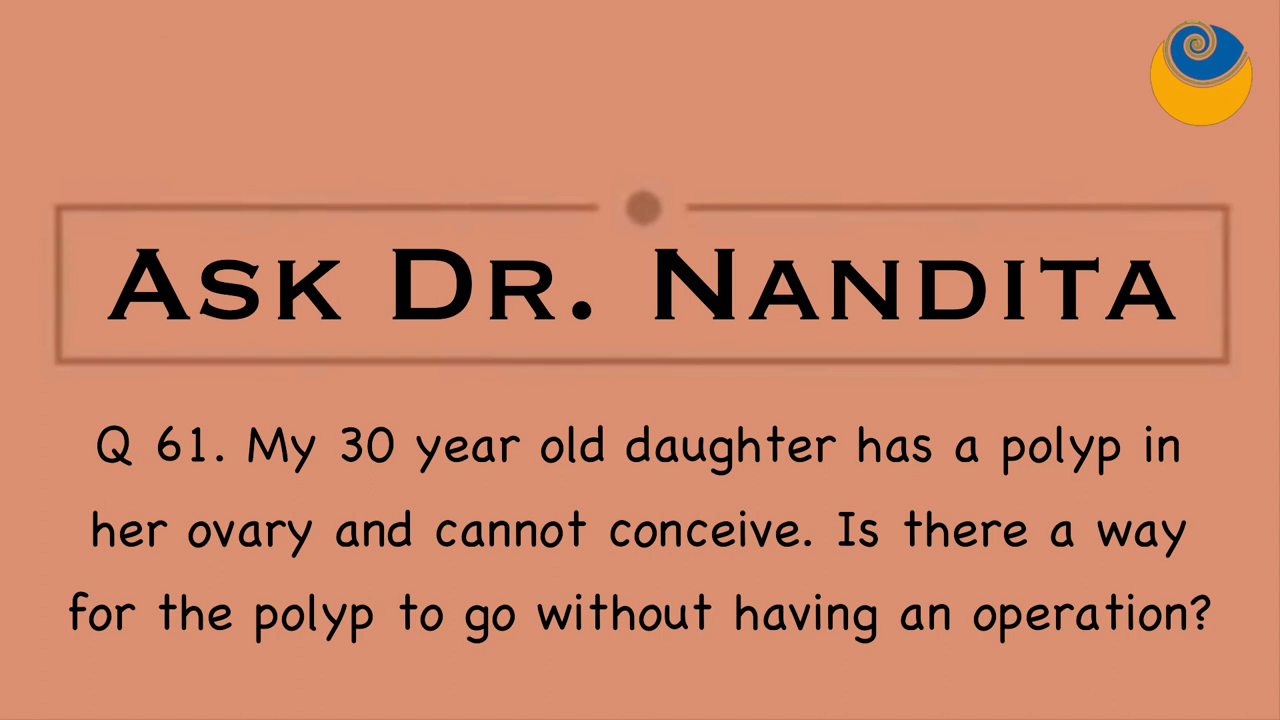 ASK DR. NANDITA
Q 61. My 30 year old daughter has a polyp in
her ovary and cannot conceive. Is there a way
for the polyp to go without having an operation?